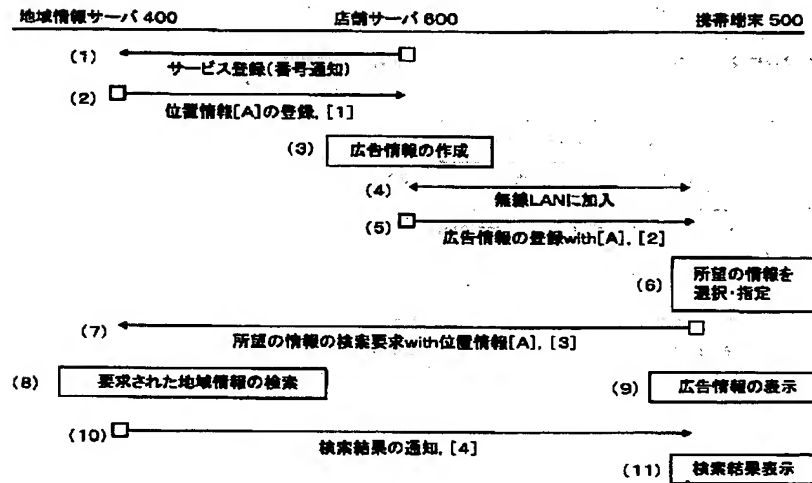 地域情報サーバ 400 店舗サーバ 600 携帯端末 500
(1) サービス登録(番号通知)
(2) 位置情報[A]の登録, [1]
(3) 広告情報の作成
(4) 無線LANに加入
(5) 広告情報の登録with[A], [2]
(6) 所望の情報を
選択・指定
(7) 所望の情報の検索要求with位置情報[A], [3]
(8) 要求された地域情報の検索
(9) 広告情報の表示
(10) 検索結果の通知, [4]
(11) 検索結果表示